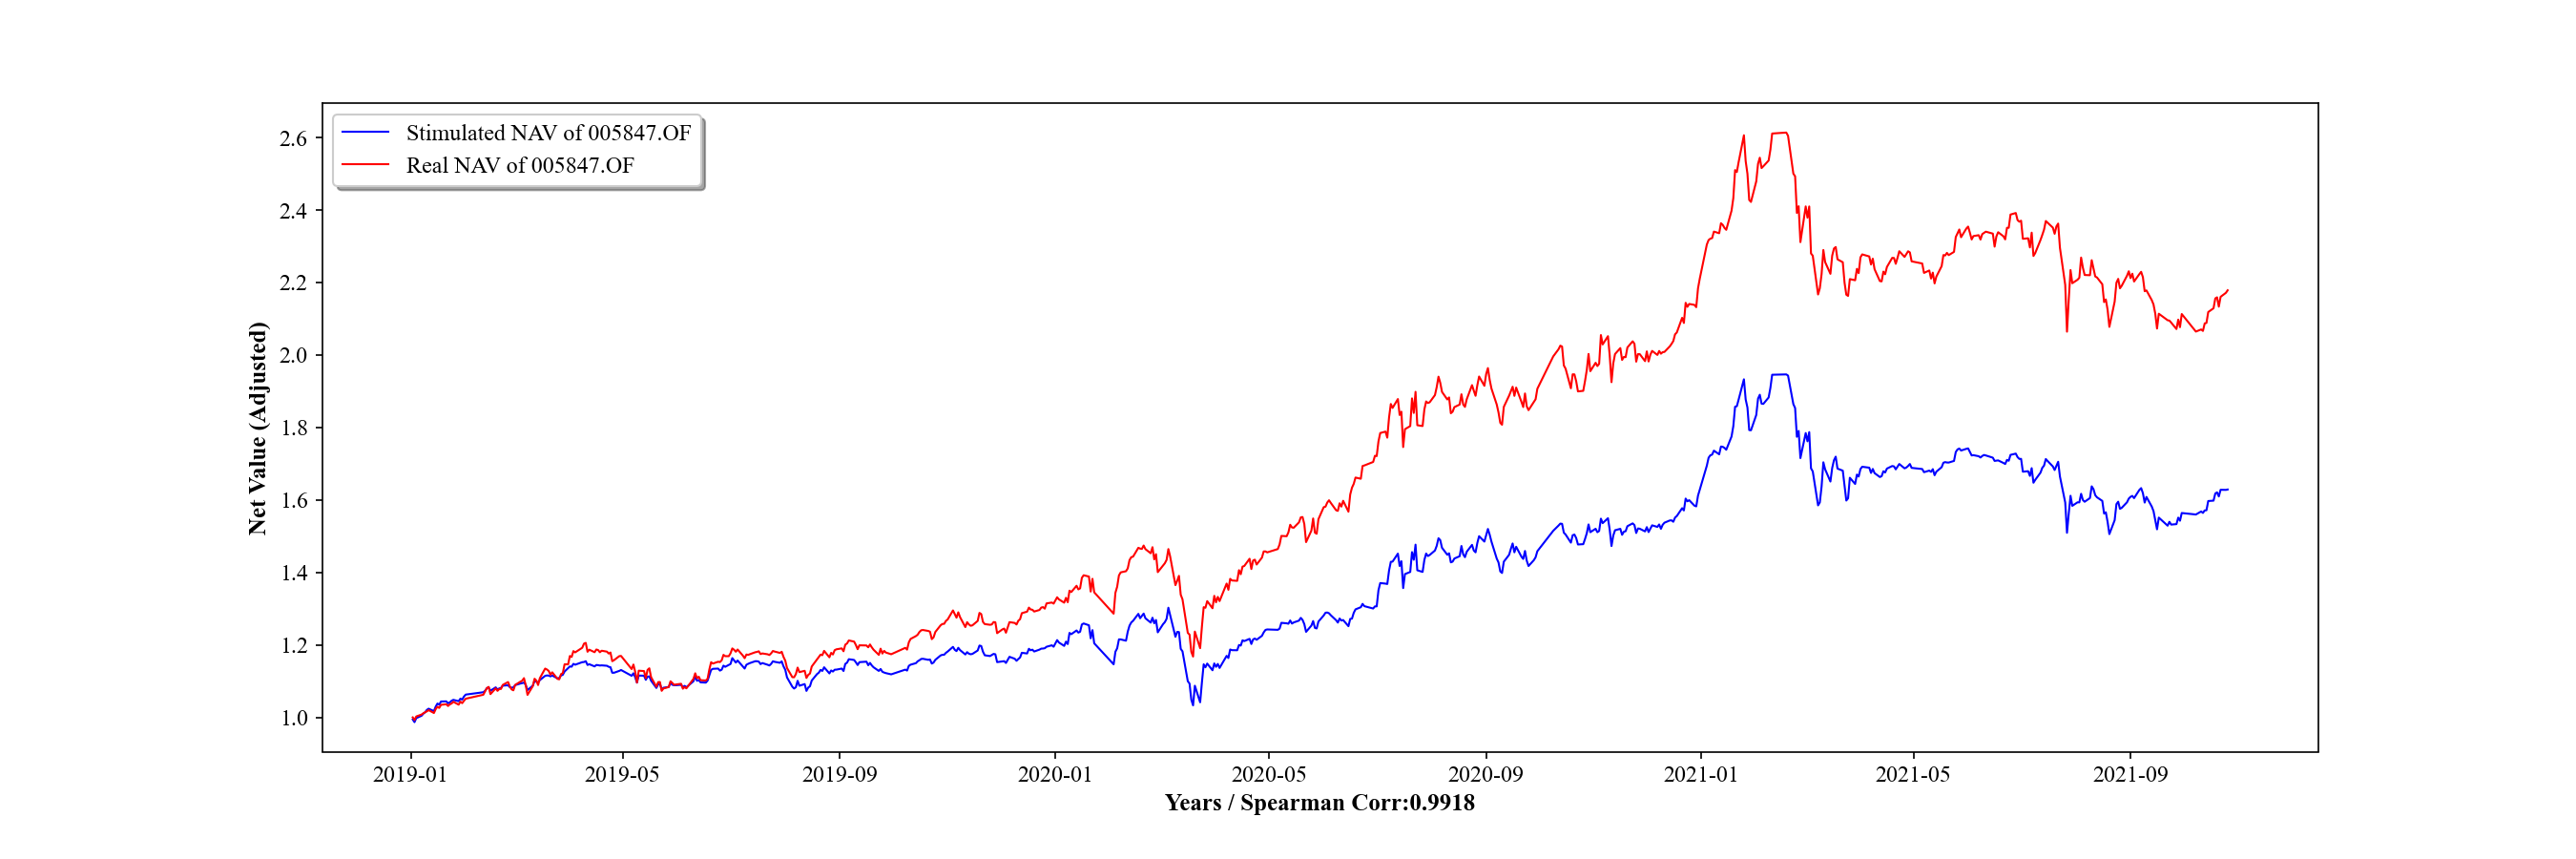 Stimulated NAV of 005847.OF
Real NAV of 005847.OF
Net Value (Adjusted)
2.6
2.4
2.2
2.0
1.8
1.6
1.4
1.2
1.0
2019-01 2019-05 2019-09 2020-01 2020-05 2020-09 2021-01 2021-05 2021-09
Years / Spearman Corr:0.9918